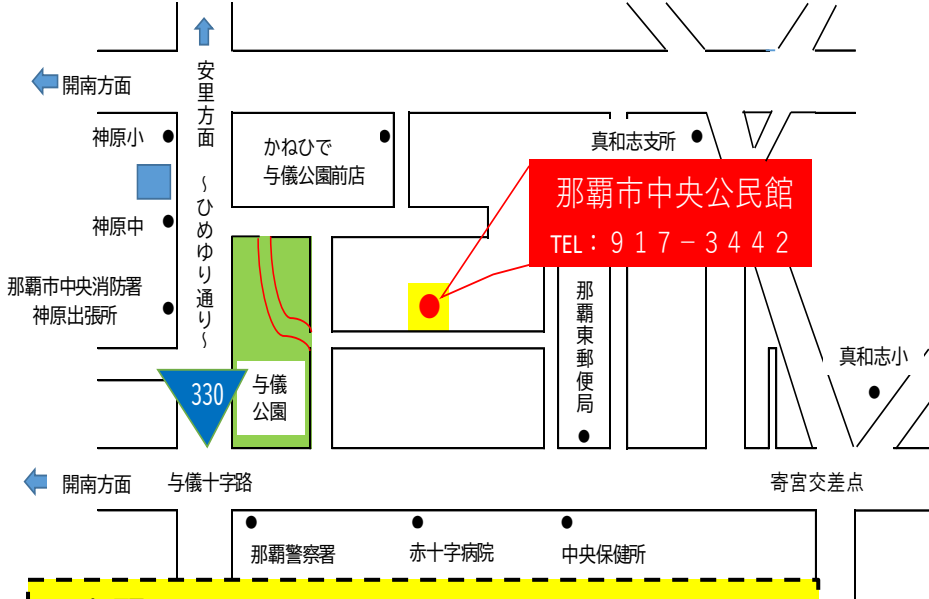 開南方面
安里方面 ～ひめゆり通り～
神原小
かねひで
与儀公園前店
真和志支所
那覇市中央公民館
TEL：９１７－３４４２
神原中
那覇市中央消防署
神原出張所
那覇東郵便局
真和志小
330
与儀
公園
開南方面
与儀十字路
寄宮交差点
那覇警察署
赤十字病院
中央保健所